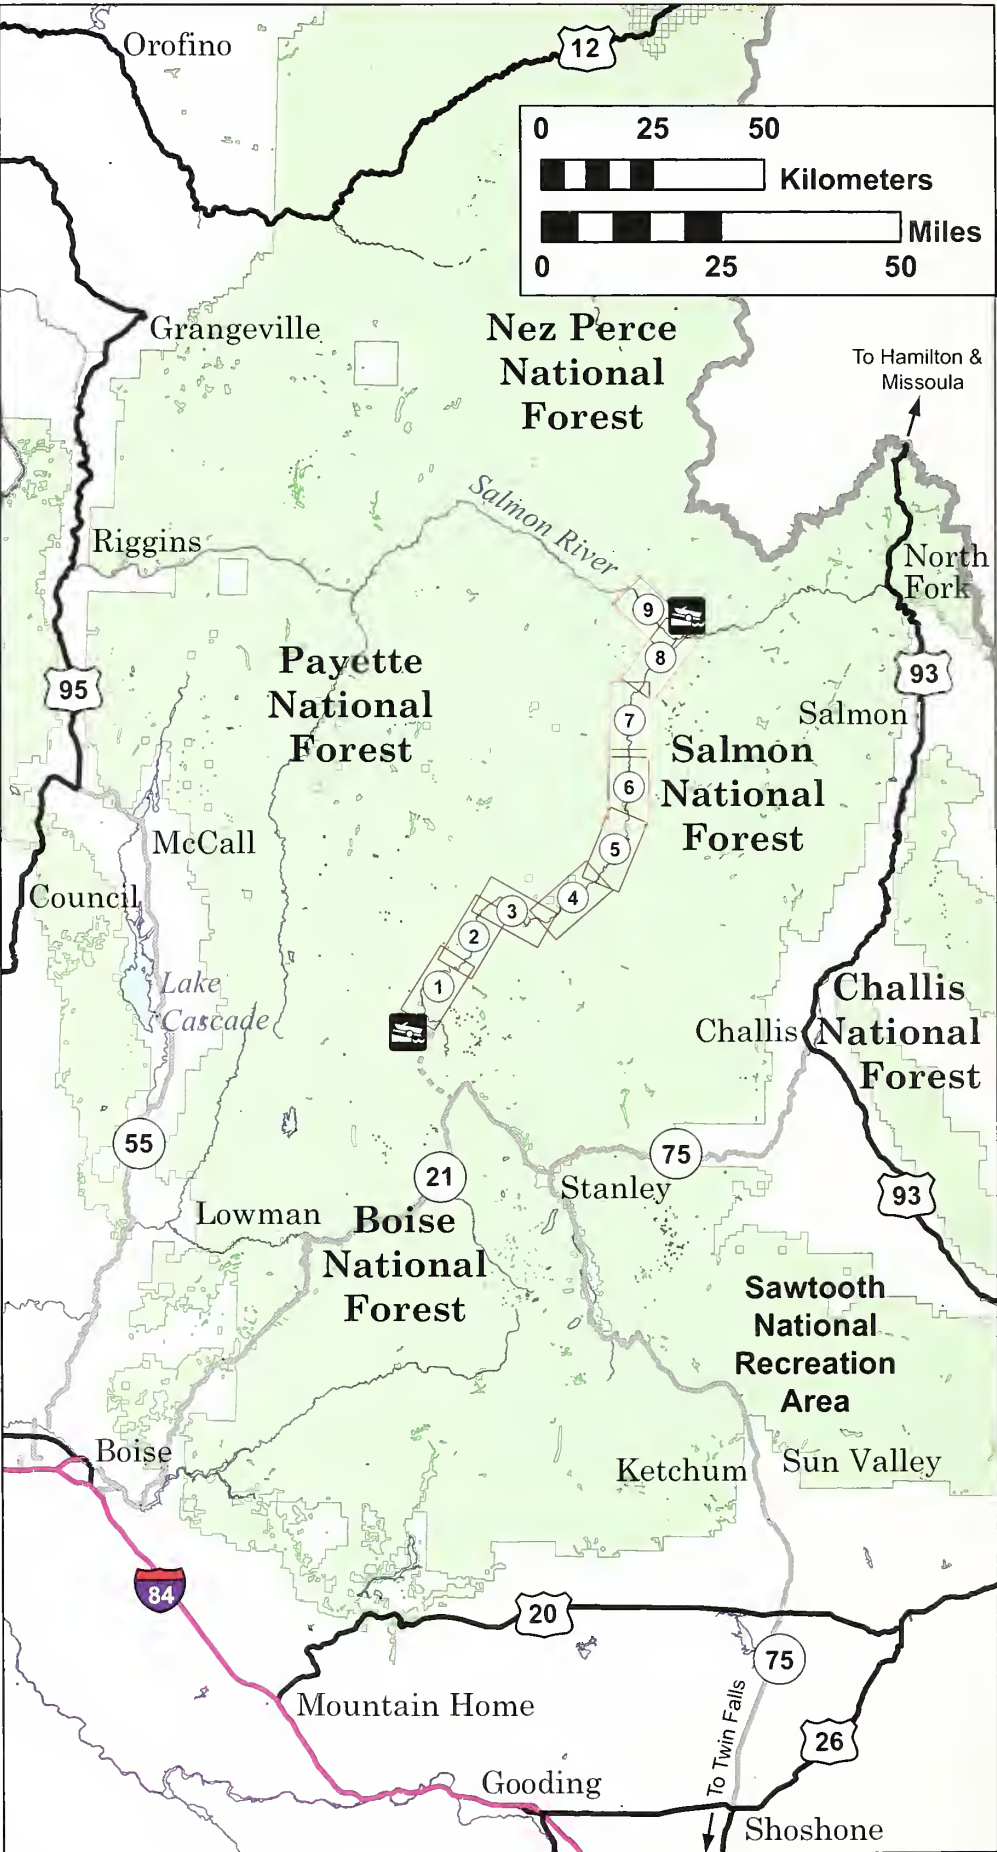 Orofino
12
0 25 50
Kilometers
Miles
0 25 50
Grangeville
Nez Perce
National
Forest
To Hamilton &
Missoula
Salmon River
Riggins
North
Fork
9
8
Payette
National
Forest
95
93
7
Salmon
Salmon
National
Forest
6
McCall
5
Council
4
3
2
1
Lake
Cascade
Challis
National
Forest
Challis
55
75
21
Stanley
93
Lowman
Boise
National
Forest
Sawtooth
National
Recreation
Area
Boise
Ketchum
Sun Valley
84
20
75
Mountain Home
To Twin Falls
26
Gooding
Shoshone